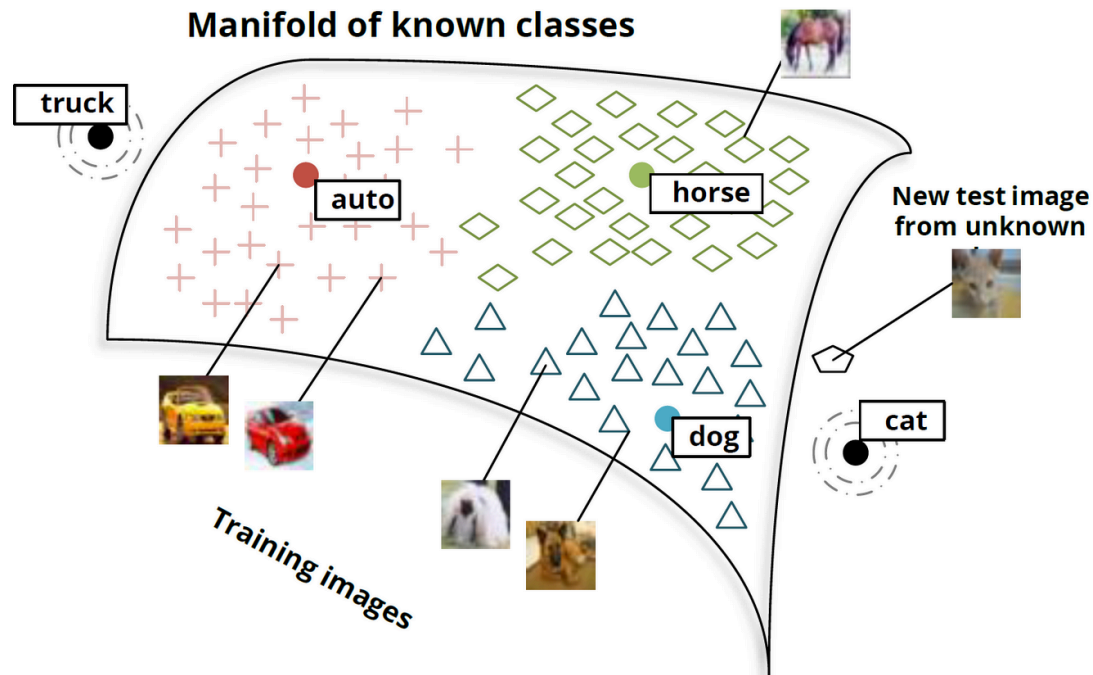 Manifold of known classes
truck
auto
horse
New test image
from unknown
cat
dog
Training images